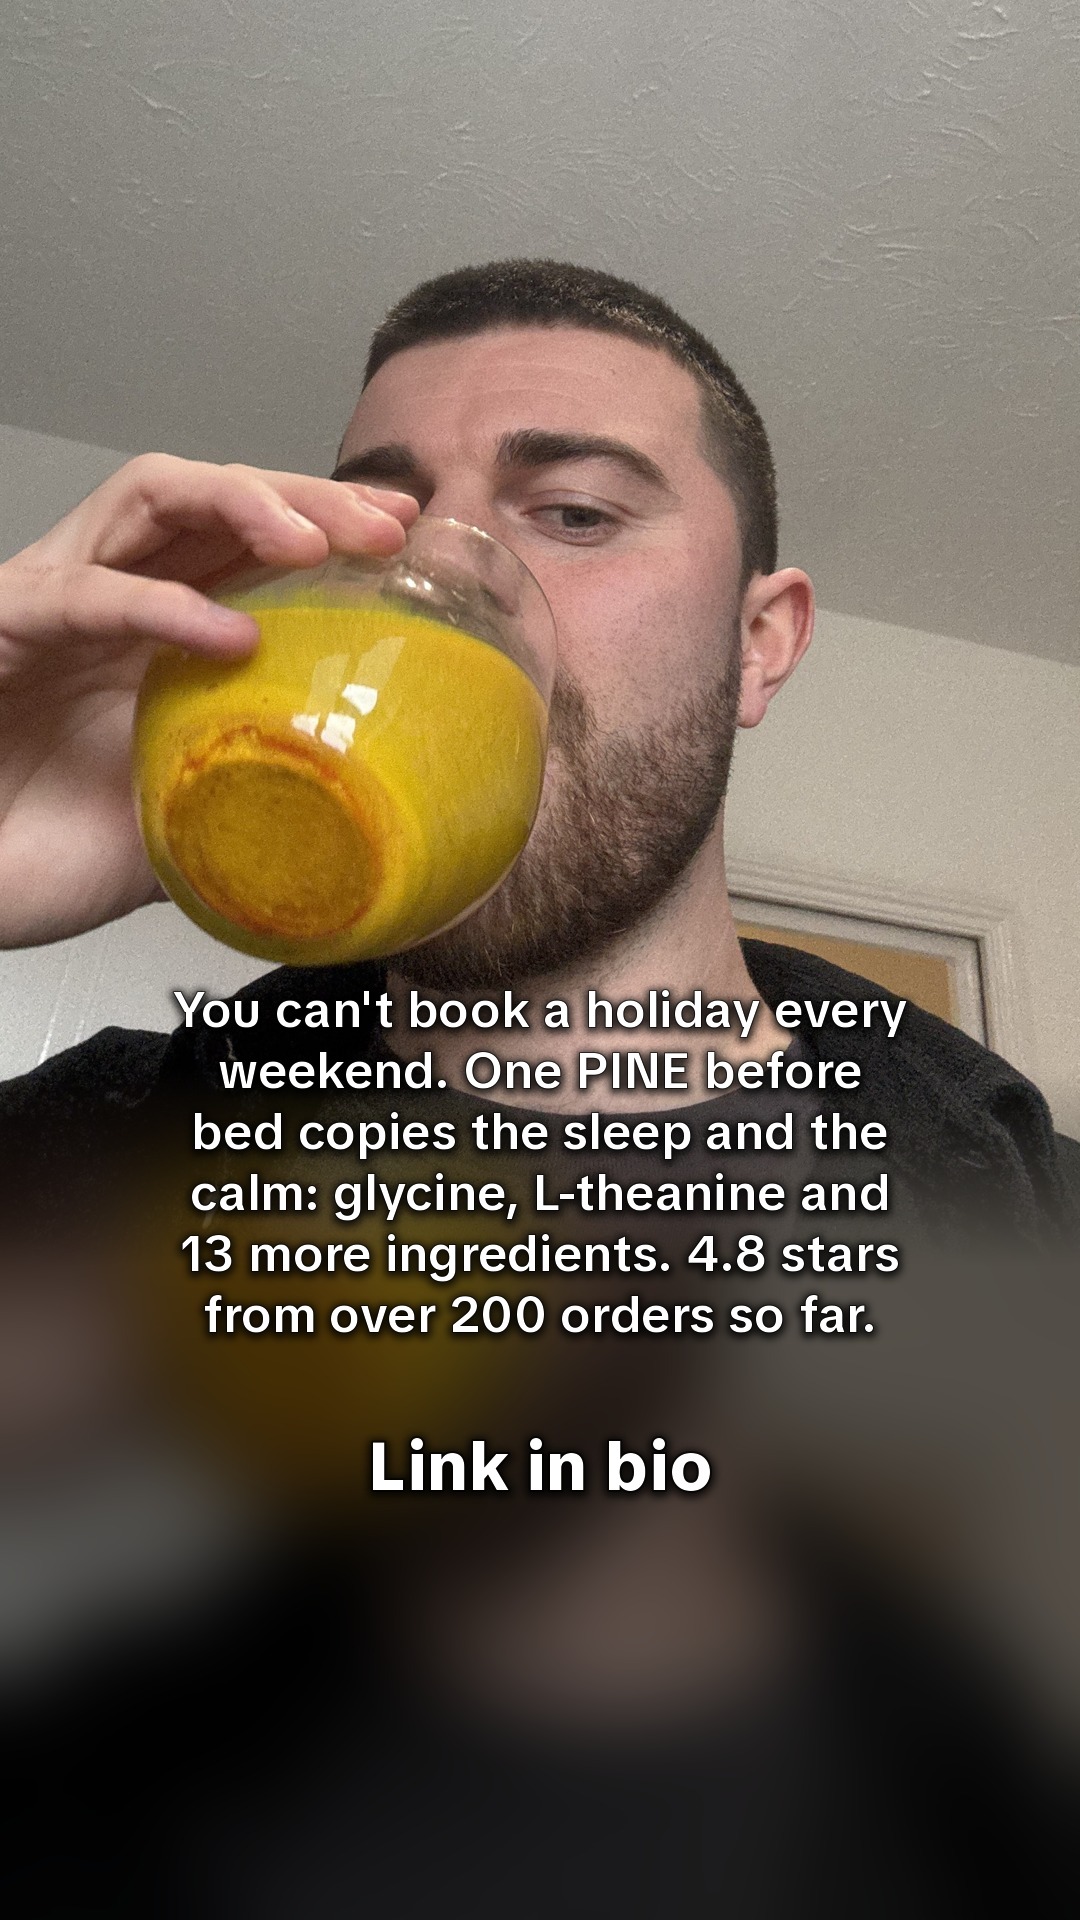 You can't book a holiday every
weekend. One PINE before
bed copies the sleep and the
calm: glycine, L-theanine and
13 more ingredients. 4.8 stars
from over 200 orders so far.
Link in bio